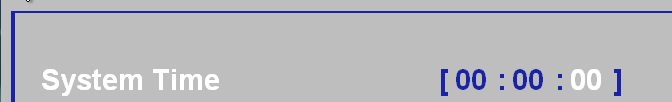 System Time [ 00 : 00 : 00 ]